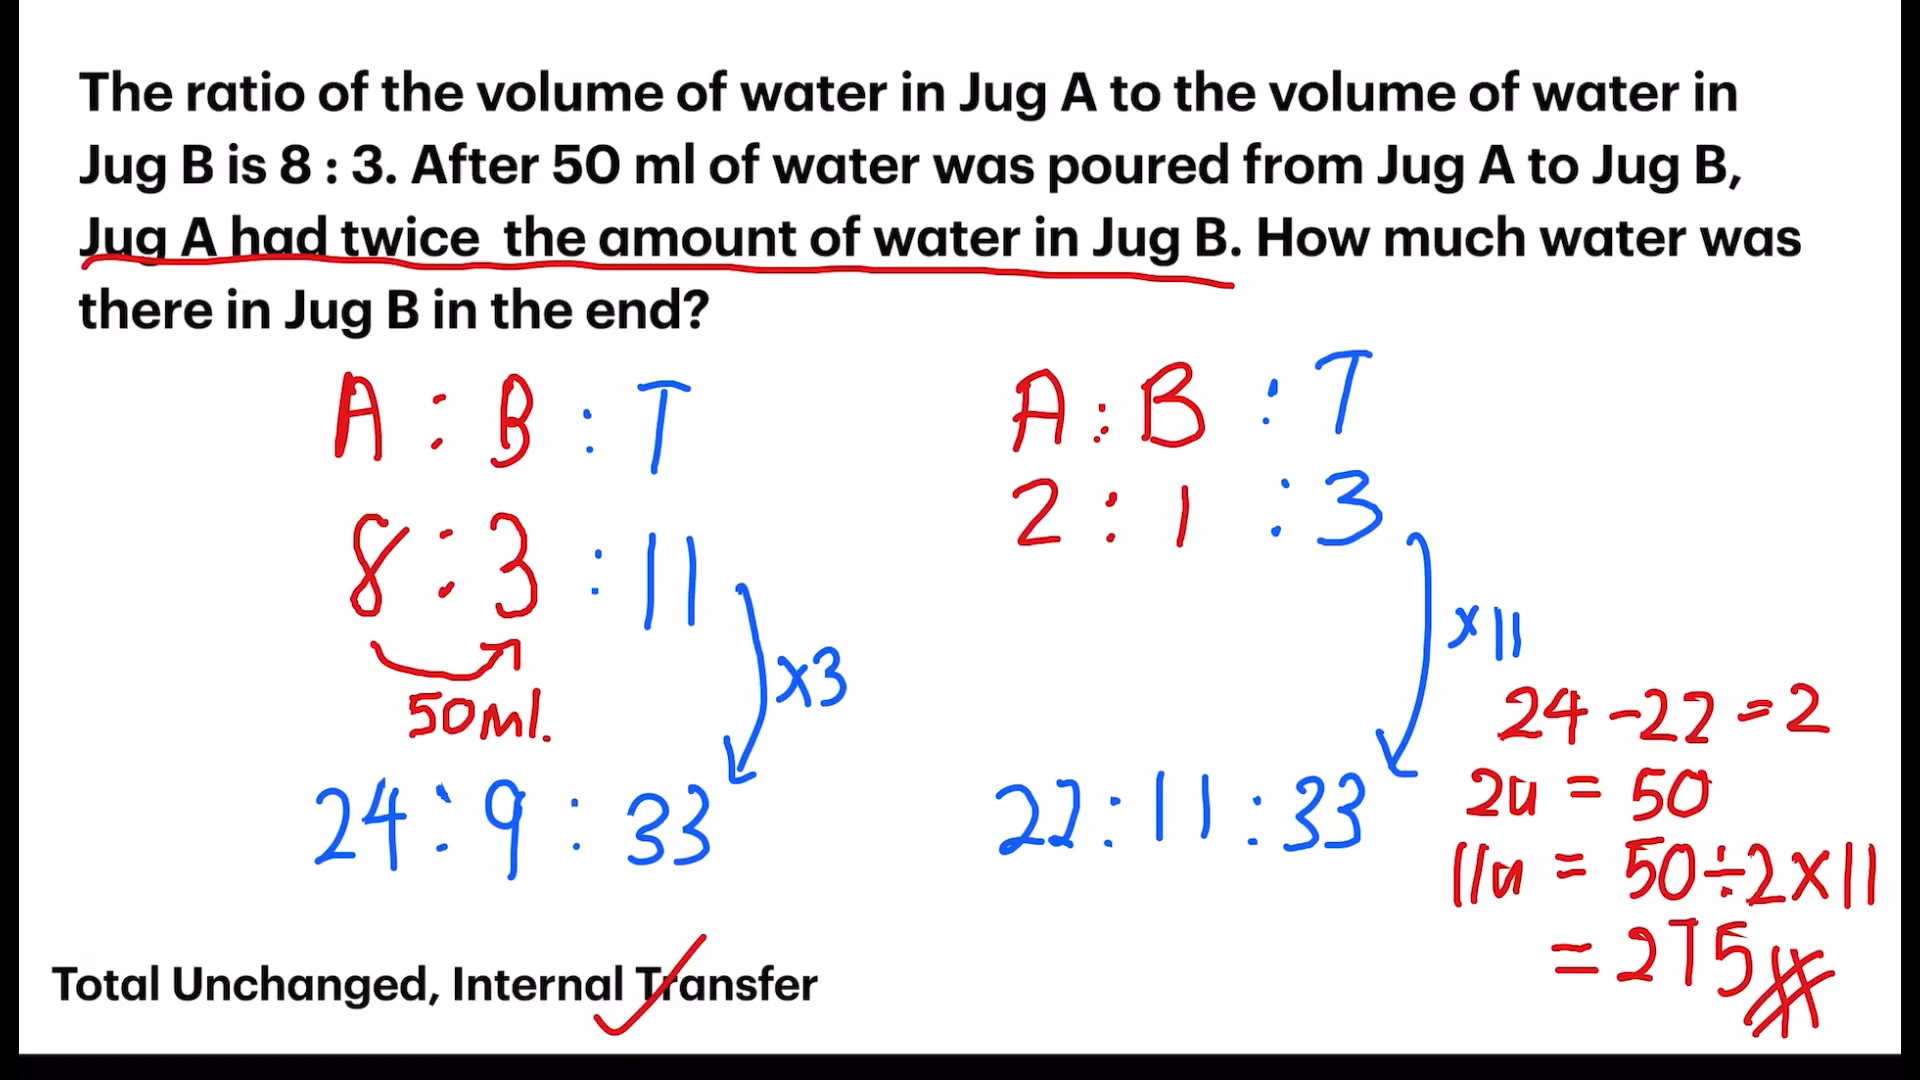 The ratio of the volume of water in Jug A to the volume of water in
Jug B is 8 : 3. After 50 ml of water was poured from Jug A to Jug B,
Jug A had twice the amount of water in Jug B. How much water was
there in Jug B in the end?
A : B : T
8 : 3 : 11
50ml.
x3
24 : 9 : 33
A : B : T
2 : 1 : 3
x11
22 : 11 : 33
24 - 22 = 2
2u = 50
11u = 50÷2x11
= 275
Total Unchanged, Internal Transfer